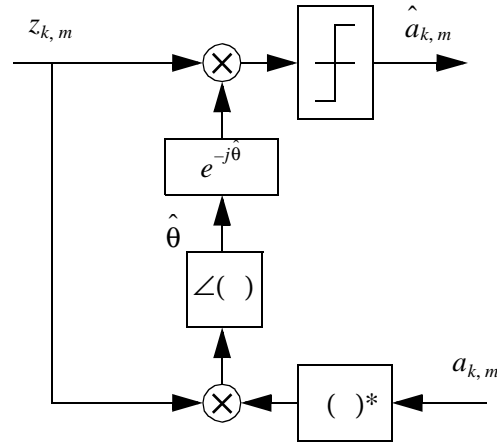 z_{k, m}
â_{k, m}
e^{-jθ̂}
θ̂
∠( )
a_{k, m}
( )*